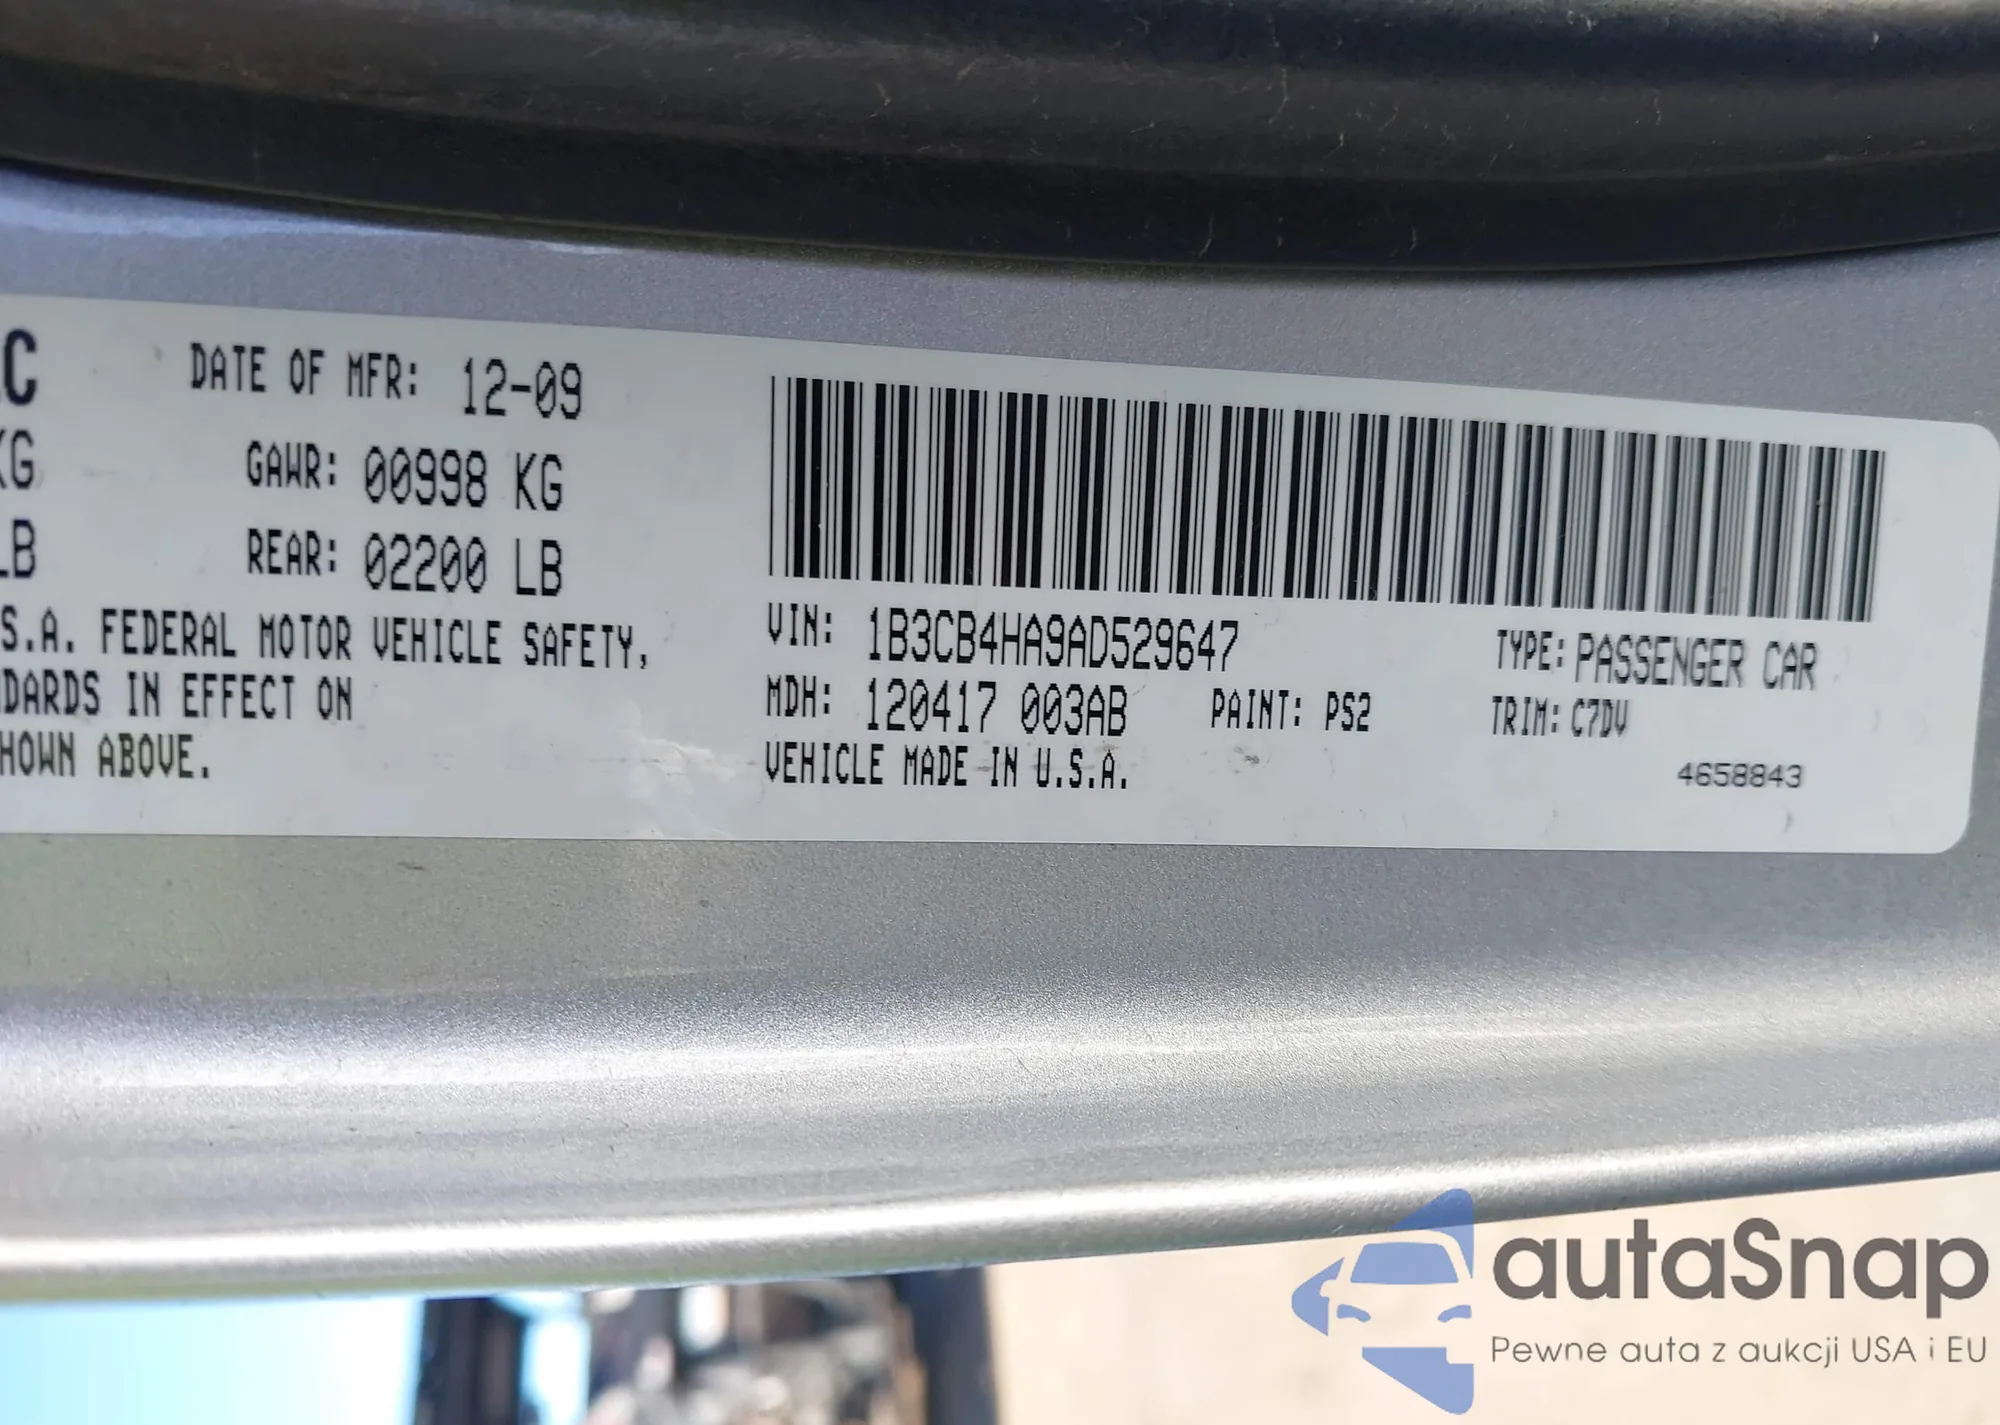 C DATE OF MFR: 12-09
KG GAWR: 00998 KG
LB REAR: 02200 LB
S.A. FEDERAL MOTOR VEHICLE SAFETY,
DARDS IN EFFECT ON
HOWN ABOVE.
VIN: 1B3CB4HA9AD529647 TYPE: PASSENGER CAR
MDH: 120417 003AB PAINT: PS2 TRIM: C7DV
VEHICLE MADE IN U.S.A. 4658843
autaSnap
Pewne auta z aukcji USA i EU